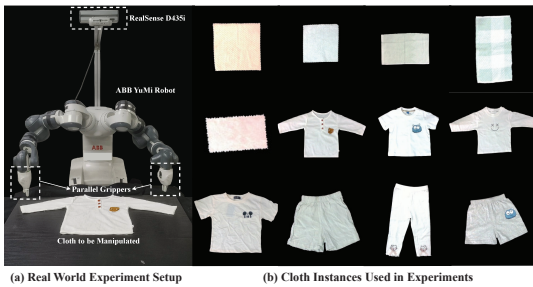 RealSense D435i
ABB YuMi Robot
ABB
Parallel Grippers
Cloth to be Manipulated
(a) Real World Experiment Setup
(b) Cloth Instances Used in Experiments